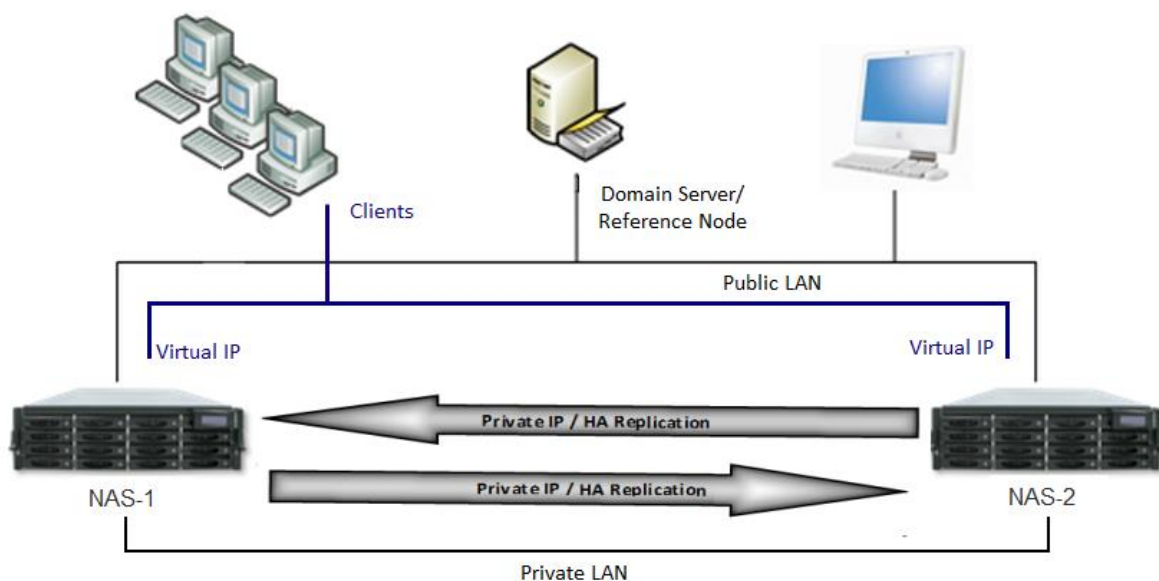 Clients
Domain Server/
Reference Node
Public LAN
Virtual IP
Virtual IP
Private IP / HA Replication
Private IP / HA Replication
NAS-1
NAS-2
Private LAN